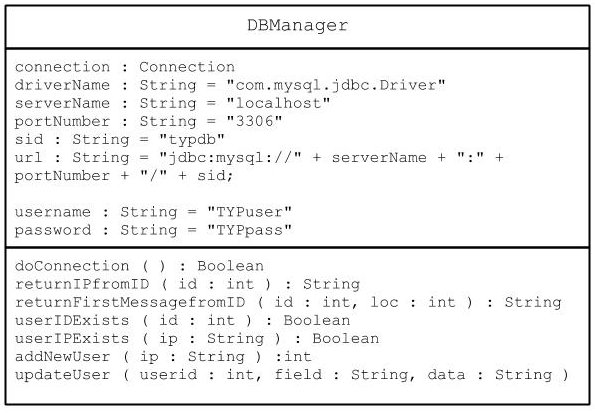 DBManager
connection : Connection
driverName : String = "com.mysql.jdbc.Driver"
serverName : String = "localhost"
portNumber : String = "3306"
sid : String = "typdb"
url : String = "jdbc:mysql://" + serverName + ":" +
portNumber + "/" + sid;
username : String = "TYPuser"
password : String = "TYPpass"
doConnection ( ) : Boolean
returnIPfromID ( id : int ) : String
returnFirstMessagefromID ( id : int, loc : int ) : String
userIDExists ( id : int ) : Boolean
userIPExists ( ip : String ) : Boolean
addNewUser ( ip : String ) :int
updateUser ( userid : int, field : String, data : String )